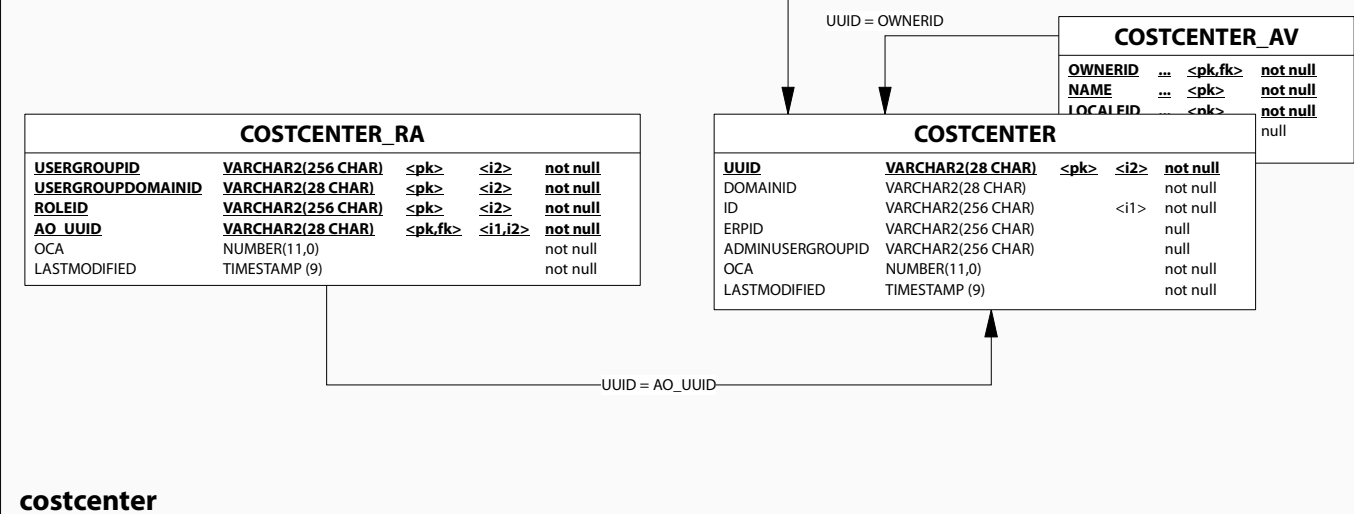 UUID = OWNERID
COSTCENTER_AV
OWNERID ... <pk,fk> not null
NAME ... <pk> not null
LOCALEID ... <pk> not null
null
COSTCENTER_RA
USERGROUPID VARCHAR2(256 CHAR) <pk> <i2> not null
USERGROUPDOMAINID VARCHAR2(28 CHAR) <pk> <i2> not null
ROLEID VARCHAR2(256 CHAR) <pk> <i2> not null
AO_UUID VARCHAR2(28 CHAR) <pk,fk> <i1,i2> not null
OCA NUMBER(11,0) not null
LASTMODIFIED TIMESTAMP (9) not null
COSTCENTER
UUID VARCHAR2(28 CHAR) <pk> <i2> not null
DOMAINID VARCHAR2(28 CHAR) not null
ID VARCHAR2(256 CHAR) <i1> not null
ERPID VARCHAR2(256 CHAR) null
ADMINUSERGROUPID VARCHAR2(256 CHAR) null
OCA NUMBER(11,0) not null
LASTMODIFIED TIMESTAMP (9) not null
UUID = AO_UUID
costcenter